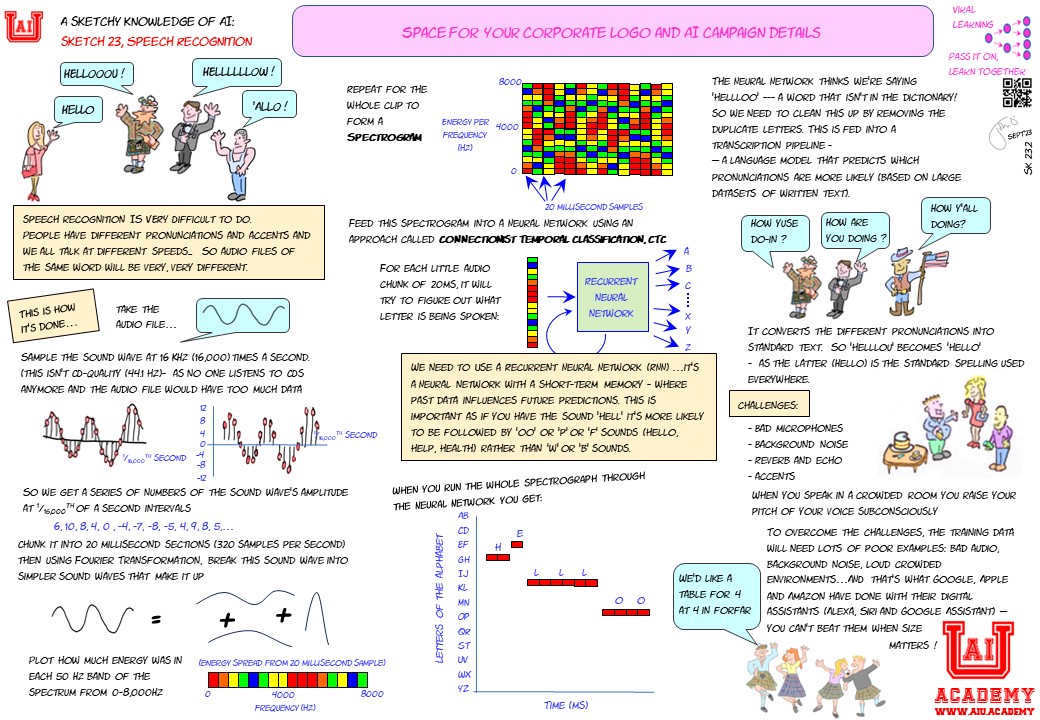 AI
A SKETCHY KNOWLEDGE OF AI:
SKETCH 23, SPEECH RECOGNITION
SPACE FOR YOUR CORPORATE LOGO AND AI CAMPAIGN DETAILS
VIRAL
LEARNING
PASS IT ON,
LEARN TOGETHER
SEPT'23
SK 23.2
HELLOOOU !
HELLLLLLOW !
HELLO
'ALLO !
SPEECH RECOGNITION IS VERY DIFFICULT TO DO.
PEOPLE HAVE DIFFERENT PRONUNCIATIONS AND ACCENTS AND
WE ALL TALK AT DIFFERENT SPEEDS... SO AUDIO FILES OF
THE SAME WORD WILL BE VERY, VERY DIFFERENT.
THIS IS HOW
IT'S DONE...
TAKE THE
AUDIO FILE...
SAMPLE THE SOUND WAVE AT 16 KHZ (16,000) TIMES A SECOND.
(THIS ISN'T CD-QUALITY (44.1 HZ)- AS NO ONE LISTENS TO CDS
ANYMORE AND THE AUDIO FILE WOULD HAVE TOO MUCH DATA
1/16,000TH SECOND
12
8
4
0
-4
-8
-12
1/16,000TH SECOND
SO WE GET A SERIES OF NUMBERS OF THE SOUND WAVE'S AMPLITUDE
AT 1/16,000TH OF A SECOND INTERVALS
6, 10, 8, 4, 0 , -4, -7, -8, -5, 4, 9, 8, 5,...
CHUNK IT INTO 20 MILLISECOND SECTIONS (320 SAMPLES PER SECOND)
THEN USING FOURIER TRANSFORMATION, BREAK THIS SOUND WAVE INTO
SIMPLER SOUND WAVES THAT MAKE IT UP
= + +
PLOT HOW MUCH ENERGY WAS IN
EACH 50 HZ BAND OF THE
SPECTRUM FROM 0-8,000HZ
(ENERGY SPREAD FROM 20 MILLISECOND SAMPLE)
0 4000 8000
FREQUENCY (HZ)
REPEAT FOR THE
WHOLE CLIP TO
FORM A
SPECTROGRAM
ENERGY PER
FREQUENCY
(HZ)
8000
4000
0
20 MILLISECOND SAMPLES
FEED THIS SPECTROGRAM INTO A NEURAL NETWORK USING AN
APPROACH CALLED CONNECTIONIST TEMPORAL CLASSIFICATION, CTC
FOR EACH LITTLE AUDIO
CHUNK OF 20MS, IT WILL
TRY TO FIGURE OUT WHAT
LETTER IS BEING SPOKEN:
RECURRENT
NEURAL
NETWORK
A
B
C
X
Y
Z
WE NEED TO USE A RECURRENT NEURAL NETWORK (RNN) ...IT'S
A NEURAL NETWORK WITH A SHORT-TERM MEMORY - WHERE
PAST DATA INFLUENCES FUTURE PREDICTIONS. THIS IS
IMPORTANT AS IF YOU HAVE THE SOUND 'HELL' IT'S MORE LIKELY
TO BE FOLLOWED BY 'OO' OR 'P' OR 'F' SOUNDS (HELLO,
HELP, HEALTH) RATHER THAN 'W' OR 'B' SOUNDS.
WHEN YOU RUN THE WHOLE SPECTROGRAPH THROUGH
THE NEURAL NETWORK YOU GET:
LETTERS OF THE ALPHABET
AB
CD
EF
GH
IJ
KL
MN
OP
QR
ST
UV
WX
YZ
H
E
L L L
O O
TIME (MS)
THE NEURAL NETWORK THINKS WE'RE SAYING
'HELLLOO' --- A WORD THAT ISN'T IN THE DICTIONARY!
SO WE NEED TO CLEAN THIS UP BY REMOVING THE
DUPLICATE LETTERS. THIS IS FED INTO A
TRANSCRIPTION PIPELINE -
– A LANGUAGE MODEL THAT PREDICTS WHICH
PRONUNCIATIONS ARE MORE LIKELY (BASED ON LARGE
DATASETS OF WRITTEN TEXT).
HOW YUSE
DO-IN ?
HOW ARE
YOU DOING ?
HOW Y'ALL
DOING?
IT CONVERTS THE DIFFERENT PRONUNCIATIONS INTO
STANDARD TEXT. SO 'HELLLOU' BECOMES 'HELLO'
- AS THE LATTER (HELLO) IS THE STANDARD SPELLING USED
EVERYWHERE.
CHALLENGES:
- BAD MICROPHONES
- BACKGROUND NOISE
- REVERB AND ECHO
- ACCENTS
WHEN YOU SPEAK IN A CROWDED ROOM YOU RAISE YOUR
PITCH OF YOUR VOICE SUBCONSCIOUSLY
TO OVERCOME THE CHALLENGES, THE TRAINING DATA
WILL NEED LOTS OF POOR EXAMPLES: BAD AUDIO,
BACKGROUND NOISE, LOUD CROWDED
ENVIRONMENTS...AND THAT'S WHAT GOOGLE, APPLE
AND AMAZON HAVE DONE WITH THEIR DIGITAL
ASSISTANTS (ALEXA, SIRI AND GOOGLE ASSISTANT) –
YOU CAN'T BEAT THEM WHEN SIZE
MATTERS !
WE'D LIKE A
TABLE FOR 4
AT 4 IN FORFAR
AI
ACADEMY
WWW.AIU.ACADEMY